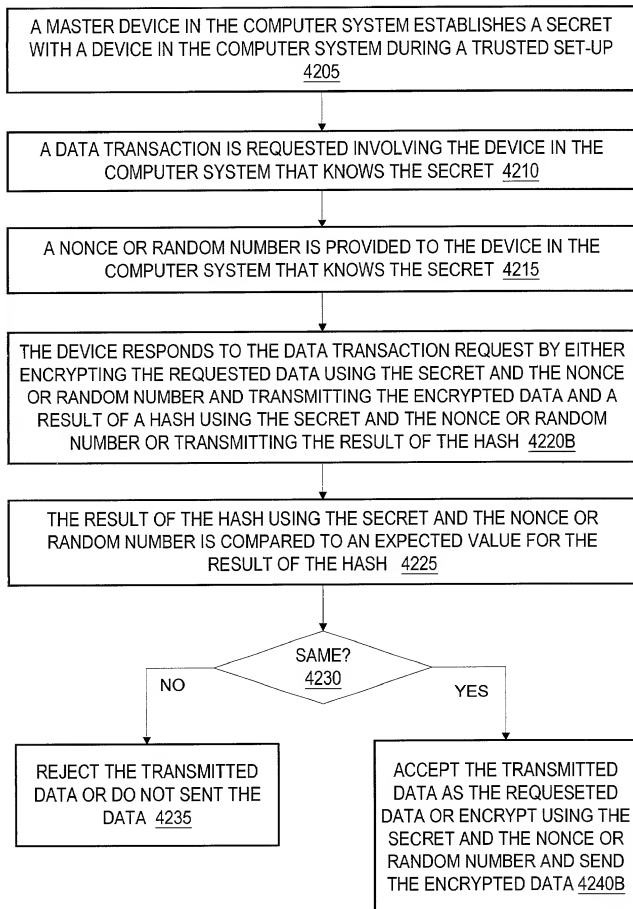 A MASTER DEVICE IN THE COMPUTER SYSTEM ESTABLISHES A SECRET
WITH A DEVICE IN THE COMPUTER SYSTEM DURING A TRUSTED SET-UP
4205
A DATA TRANSACTION IS REQUESTED INVOLVING THE DEVICE IN THE
COMPUTER SYSTEM THAT KNOWS THE SECRET 4210
A NONCE OR RANDOM NUMBER IS PROVIDED TO THE DEVICE IN THE
COMPUTER SYSTEM THAT KNOWS THE SECRET 4215
THE DEVICE RESPONDS TO THE DATA TRANSACTION REQUEST BY EITHER
ENCRYPTING THE REQUESTED DATA USING THE SECRET AND THE NONCE
OR RANDOM NUMBER AND TRANSMITTING THE ENCRYPTED DATA AND A
RESULT OF A HASH USING THE SECRET AND THE NONCE OR RANDOM
NUMBER OR TRANSMITTING THE RESULT OF THE HASH 4220B
THE RESULT OF THE HASH USING THE SECRET AND THE NONCE OR
RANDOM NUMBER IS COMPARED TO AN EXPECTED VALUE FOR THE
RESULT OF THE HASH 4225
SAME?
4230
NO
YES
REJECT THE TRANSMITTED
DATA OR DO NOT SENT THE
DATA 4235
ACCEPT THE TRANSMITTED
DATA AS THE REQUESETED
DATA OR ENCRYPT USING THE
SECRET AND THE NONCE OR
RANDOM NUMBER AND SEND
THE ENCRYPTED DATA 4240B